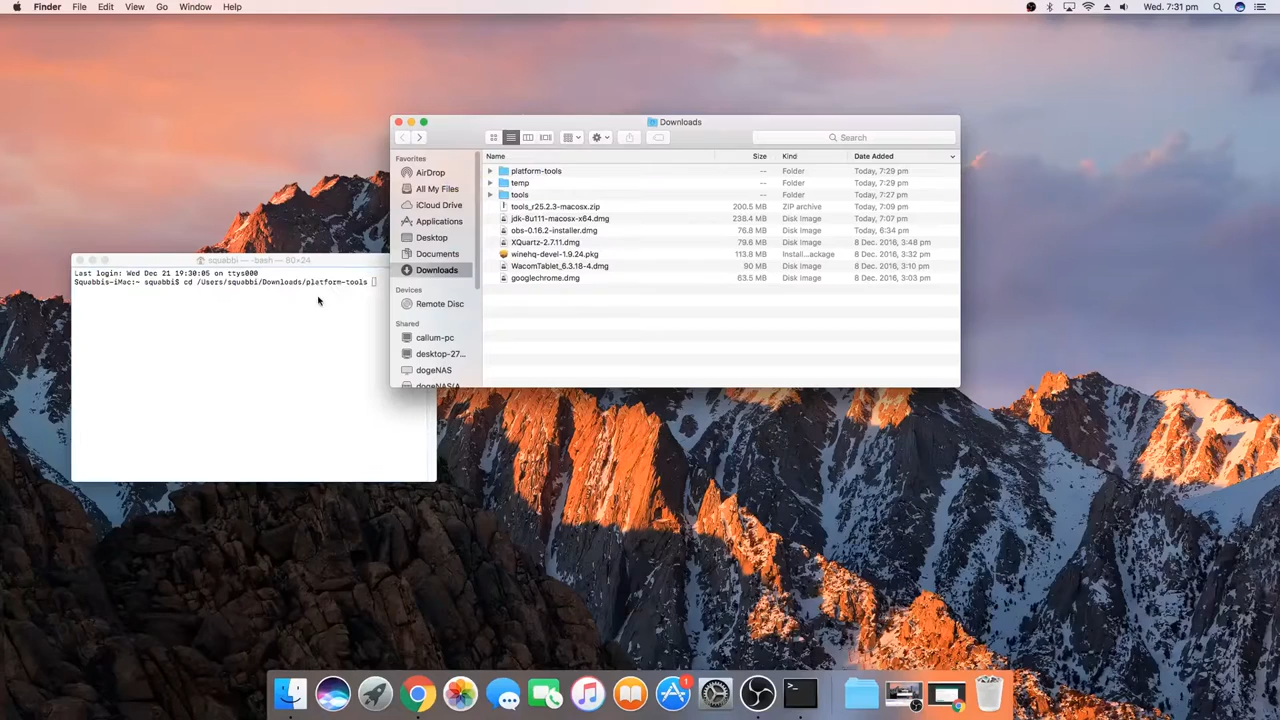 Finder File Edit View Go Window Help Wed. 7:31 pm
Downloads
Search
Favorites
AirDrop
All My Files
iCloud Drive
Applications
Desktop
Documents
Downloads
Devices
Remote Disc
Shared
callum-pc
desktop-27...
dogeNAS
dogeNAS(A
Name Size Kind Date Added
platform-tools -- Folder Today, 7:29 pm
temp -- Folder Today, 7:29 pm
tools -- Folder Today, 7:27 pm
tools_r25.2.3-macosx.zip 200.5 MB ZIP archive Today, 7:09 pm
jdk-8u111-macosx-x64.dmg 238.4 MB Disk Image Today, 7:07 pm
obs-0.16.2-installer.dmg 76.8 MB Disk Image Today, 6:34 pm
XQuartz-2.7.11.dmg 79.6 MB Disk Image 8 Dec. 2016, 3:48 pm
winehq-devel-1.9.24.pkg 113.8 MB Install...ackage 8 Dec. 2016, 3:32 pm
WacomTablet_6.3.18-4.dmg 90 MB Disk Image 8 Dec. 2016, 3:10 pm
googlechrome.dmg 63.5 MB Disk Image 8 Dec. 2016, 3:03 pm
squabbi — -bash — 80×24
Last login: Wed Dec 21 19:30:05 on ttys000
Squabbis-iMac:~ squabbi$ cd /Users/squabbi/Downloads/platform-tools
1